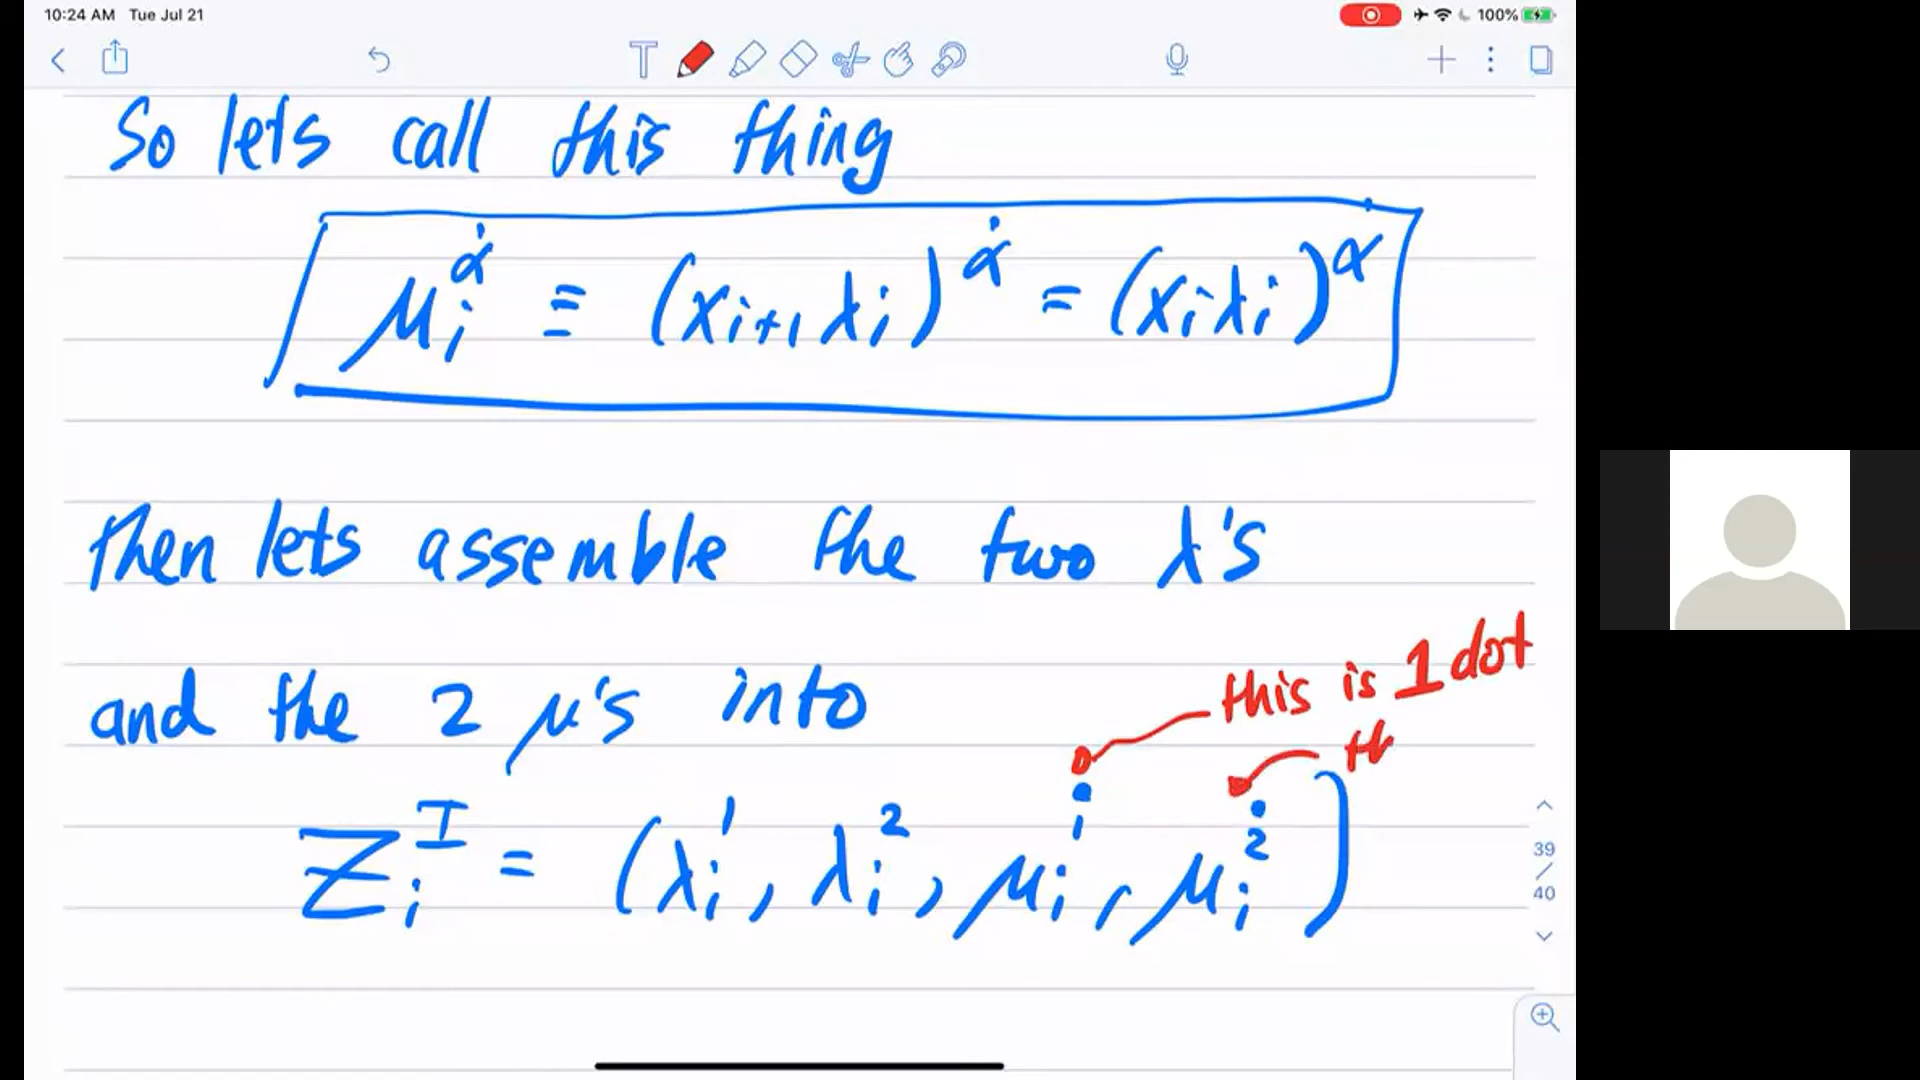 10:24 AM Tue Jul 21
100%
So lets call this thing
μ_i^α̇ ≡ (x_{i+1} λ_i)^α̇ = (x_i λ_i)^α
then lets assemble the two λ's
and the 2 μ's into
this is 1 dot
th
Z_i^I = (λ_i^1, λ_i^2, μ_i^1̇, μ_i^2̇)
39
/
40